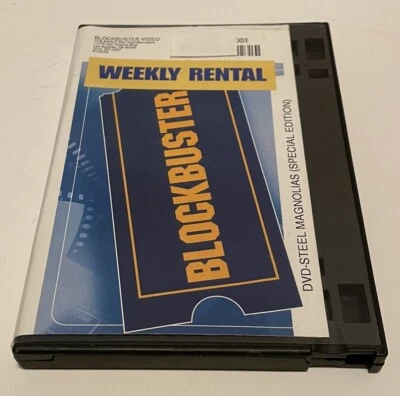 BLOCKBUSTER VIDEO
301
WEEKLY RENTAL
BLOCKBUSTER
DVD-STEEL MAGNOLIAS (SPECIAL EDITION)